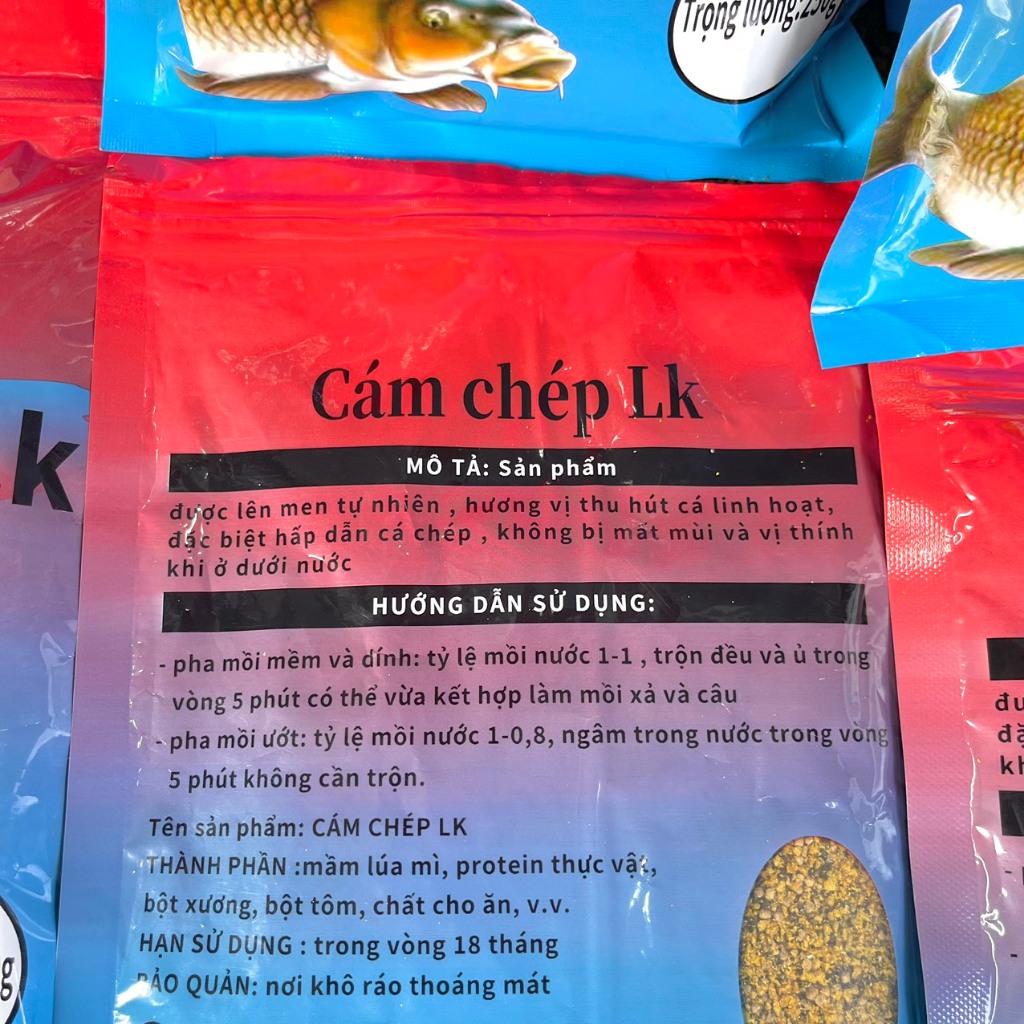 Trọng lượng:250g
Cám chép Lk
MÔ TẢ: Sản phẩm
được lên men tự nhiên , hương vị thu hút cá linh hoạt,
đặc biệt hấp dẫn cá chép , không bị mất mùi và vị thính
khi ở dưới nước
HƯỚNG DẪN SỬ DỤNG:
- pha mồi mềm và dính: tỷ lệ mồi nước 1-1 , trộn đều và ủ trong
vòng 5 phút có thể vừa kết hợp làm mồi xả và câu
- pha mồi ướt: tỷ lệ mồi nước 1-0,8, ngâm trong nước trong vòng
5 phút không cần trộn.
Tên sản phẩm: CÁM CHÉP LK
THÀNH PHẦN :mầm lúa mì, protein thực vật,
bột xương, bột tôm, chất cho ăn, v.v.
HẠN SỬ DỤNG : trong vòng 18 tháng
BẢO QUẢN: nơi khô ráo thoáng mát
k
g
đư
đặ
kh